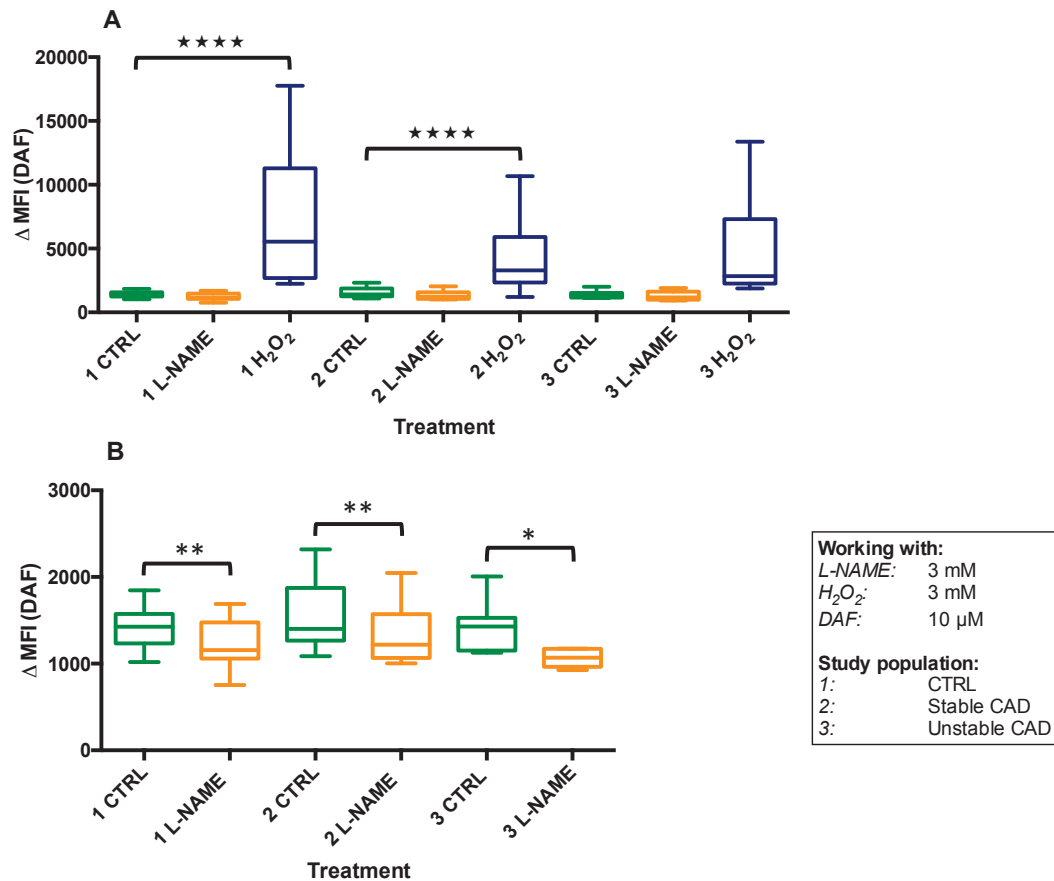 A
★★★★
★★★★
20000
15000
10000
5000
0
Δ MFI (DAF)
1 CTRL
1 L-NAME
1 H₂O₂
2 CTRL
2 L-NAME
2 H₂O₂
3 CTRL
3 L-NAME
3 H₂O₂
Treatment
B
**
**
*
3000
2000
1000
0
Δ MFI (DAF)
1 CTRL
1 L-NAME
2 CTRL
2 L-NAME
3 CTRL
3 L-NAME
Treatment
Working with:
L-NAME: 3 mM
H₂O₂: 3 mM
DAF: 10 µM
Study population:
1: CTRL
2: Stable CAD
3: Unstable CAD